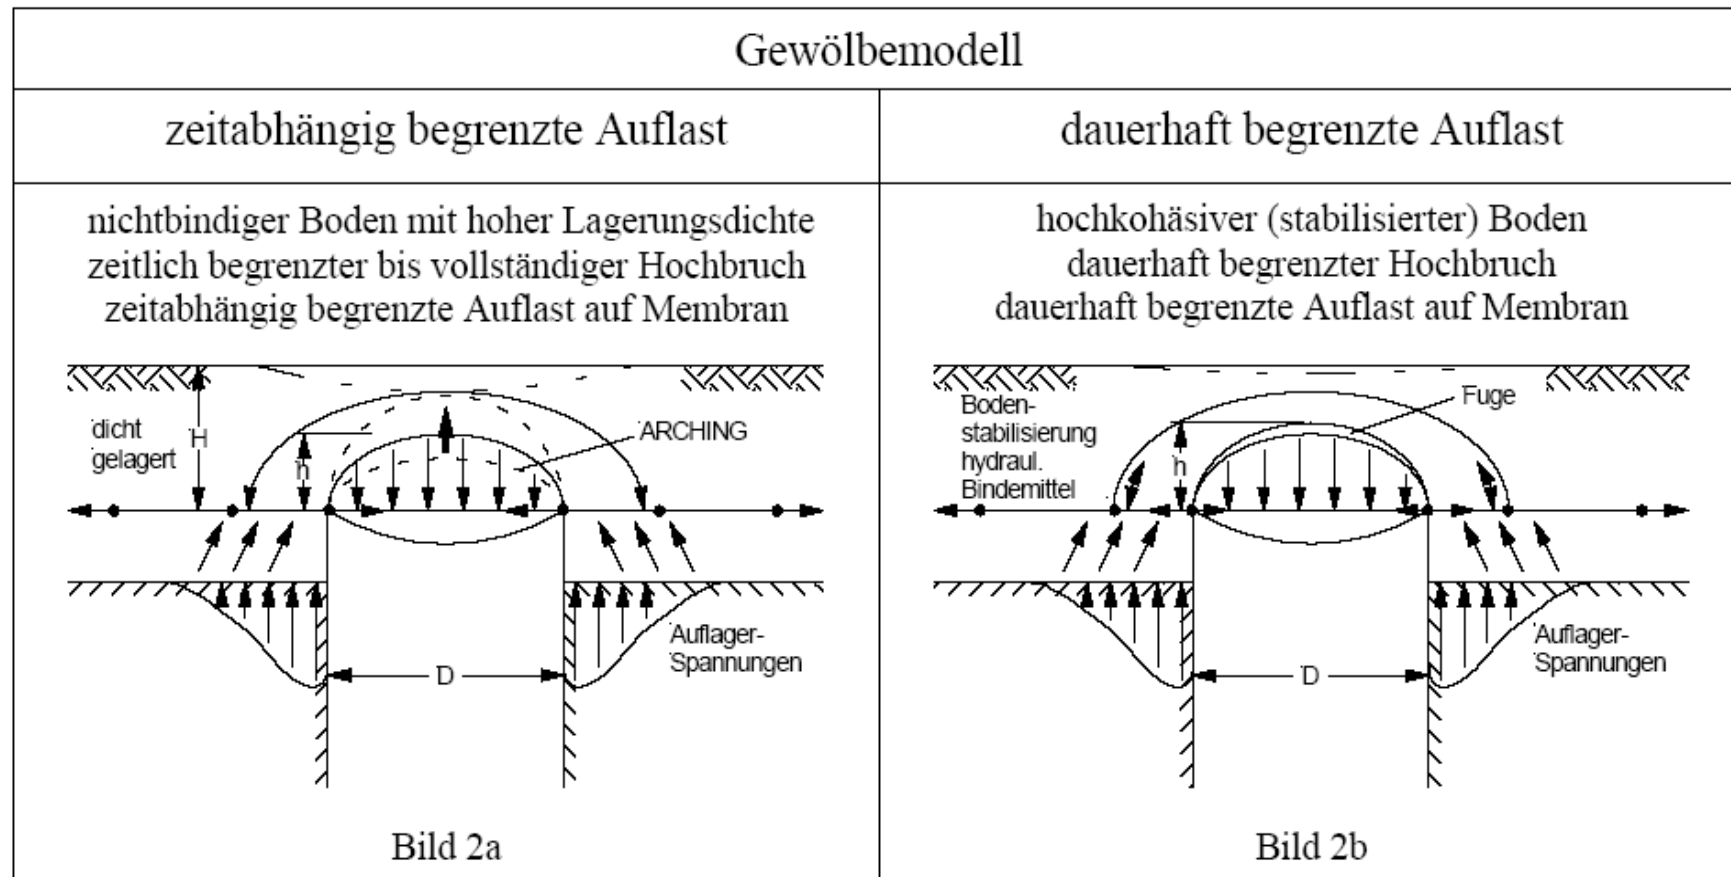 Gewölbemodell
zeitabhängig begrenzte Auflast
dauerhaft begrenzte Auflast
nichtbindiger Boden mit hoher Lagerungsdichte
zeitlich begrenzter bis vollständiger Hochbruch
zeitabhängig begrenzte Auflast auf Membran
dicht
gelagert
H
h
ARCHING
Auflager-
Spannungen
D
Bild 2a
hochkohäsiver (stabilisierter) Boden
dauerhaft begrenzter Hochbruch
dauerhaft begrenzte Auflast auf Membran
Boden-
stabilisierung
hydraul.
Bindemittel
h
Fuge
Auflager-
Spannungen
D
Bild 2b